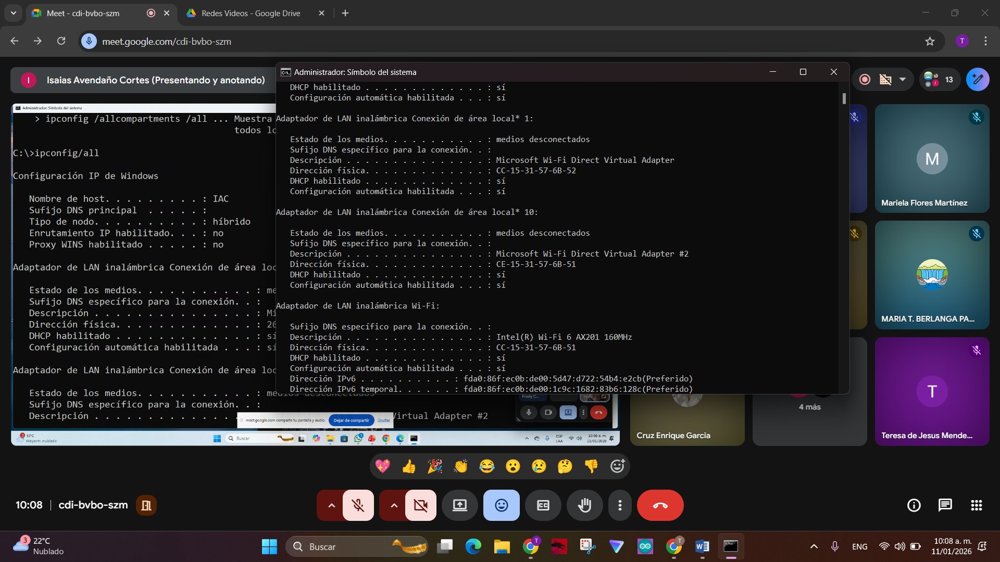 Meet - cdi-bvbo-szm
Redes Videos - Google Drive
meet.google.com/cdi-bvbo-szm
T
I
Isaias Avendaño Cortes (Presentando y anotando)
13
Administrador: Símbolo del sistema
DHCP habilitado . . . . . . . . . . . . . : sí
Configuración automática habilitada . . . : sí
Adaptador de LAN inalámbrica Conexión de área local* 1:
Estado de los medios. . . . . . . . . . . : medios desconectados
Sufijo DNS específico para la conexión. . :
Descripción . . . . . . . . . . . . . . . : Microsoft Wi-Fi Direct Virtual Adapter
Dirección física. . . . . . . . . . . . . : CC-15-31-57-6B-52
DHCP habilitado . . . . . . . . . . . . . : sí
Configuración automática habilitada . . . : sí
Adaptador de LAN inalámbrica Conexión de área local* 10:
Estado de los medios. . . . . . . . . . . : medios desconectados
Sufijo DNS específico para la conexión. . :
Descripción . . . . . . . . . . . . . . . : Microsoft Wi-Fi Direct Virtual Adapter #2
Dirección física. . . . . . . . . . . . . : CE-15-31-57-6B-51
DHCP habilitado . . . . . . . . . . . . . : sí
Configuración automática habilitada . . . : sí
Adaptador de LAN inalámbrica Wi-Fi:
Sufijo DNS específico para la conexión. . :
Descripción . . . . . . . . . . . . . . . : Intel(R) Wi-Fi 6 AX201 160MHz
Dirección física. . . . . . . . . . . . . : CC-15-31-57-6B-51
DHCP habilitado . . . . . . . . . . . . . : sí
Configuración automática habilitada . . . : sí
Dirección IPv6 . . . . . . . . . . : fda0:86f:ec0b:de00:5d47:d722:54b4:e2cb(Preferido)
Dirección IPv6 temporal. . . . . . : fda0:86f:ec0b:de00:1c9c:1682:83b6:128c(Preferido)
Administrador: Símbolo del sistema
> ipconfig /allcompartments /all ... Muestra
todos lo
C:\>ipconfig/all
Configuración IP de Windows
Nombre de host. . . . . . . . . : IAC
Sufijo DNS principal . . . . . :
Tipo de nodo. . . . . . . . . . : híbrido
Enrutamiento IP habilitado. . . : no
Proxy WINS habilitado . . . . . : no
Adaptador de LAN inalámbrica Conexión de área loc
Estado de los medios. . . . . . . . . . . : me
Sufijo DNS específico para la conexión. . :
Descripción . . . . . . . . . . . . . . . : Mi
Dirección física. . . . . . . . . . . . . : 26
DHCP habilitado . . . . . . . . . . . . . : sí
Configuración automática habilitada . . . : sí
Adaptador de LAN inalámbrica Conexión de área loc
Estado de los medios. . . . . . . . . . . : medios desconectados
Sufijo DNS específico para la conexión. . :
Descripción . . . . . . . . . . . . . . Virtual Adapter #2
meet.google.com comparte tu pantalla y audio.
Dejar de compartir
Ocultar
Fredy C...
3
15°C
Mayorm. nublado
Buscar
ESP
LAA
10:08 a. m.
11/01/2026
M
Mariela Flores Martínez
MARIA T. BERLANGA PA...
Cruz Enrique Garcia
4 más
T
Teresa de Jesus Mende...
10:08
cdi-bvbo-szm
CC
3
22°C
Nublado
Buscar
T
T
ENG
10:08 a. m.
11/01/2026